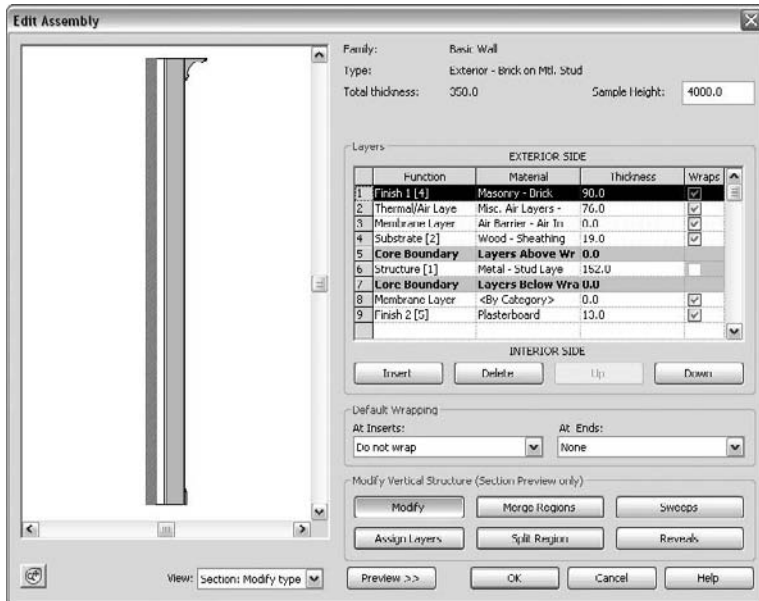 Edit Assembly
Family: Basic Wall
Type: Exterior - Brick on Mtl. Stud
Total thickness: 350.0 Sample Height: 4000.0
Layers
EXTERIOR SIDE
Function Material Thickness Wraps
1 Finish 1 [4] Masonry - Brick 90.0
2 Thermal/Air Laye Misc. Air Layers - 76.0
3 Membrane Layer Air Barrier - Air In 0.0
4 Substrate [2] Wood - Sheathing 19.0
5 Core Boundary Layers Above Wr 0.0
6 Structure [1] Metal - Stud Laye 152.0
7 Core Boundary Layers Below Wra 0.0
8 Membrane Layer <By Category> 0.0
9 Finish 2 [5] Plasterboard 13.0
INTERIOR SIDE
Insert Delete Up Down
Default Wrapping
At Inserts: At Ends:
Do not wrap None
Modify Vertical Structure (Section Preview only)
Modify Merge Regions Sweeps
Assign Layers Split Region Reveals
View: Section: Modify type Preview >> OK Cancel Help